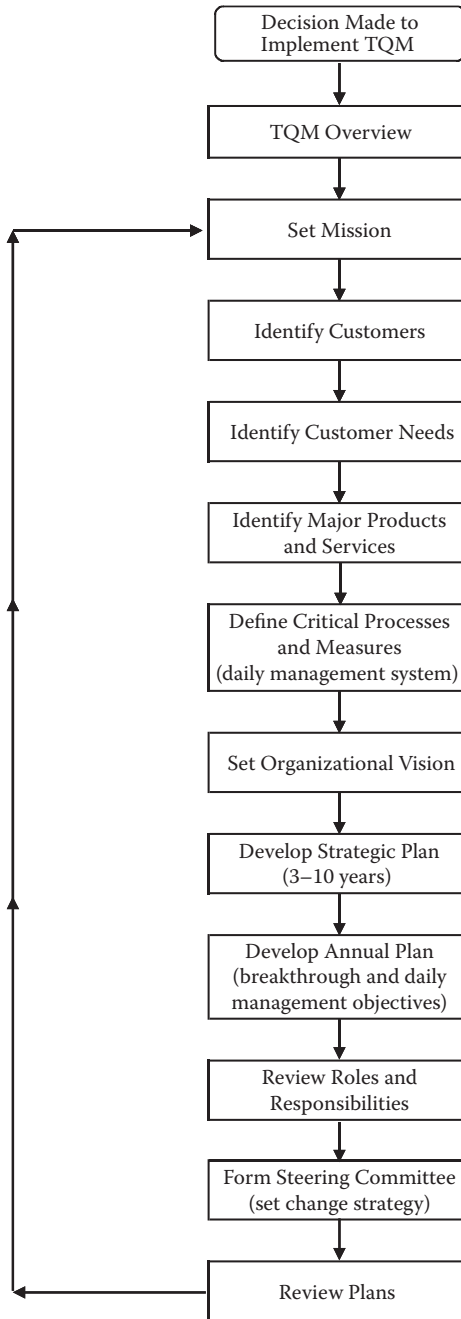 Decision Made to
Implement TQM
TQM Overview
Set Mission
Identify Customers
Identify Customer Needs
Identify Major Products
and Services
Define Critical Processes
and Measures
(daily management system)
Set Organizational Vision
Develop Strategic Plan
(3–10 years)
Develop Annual Plan
(breakthrough and daily
management objectives)
Review Roles and
Responsibilities
Form Steering Committee
(set change strategy)
Review Plans